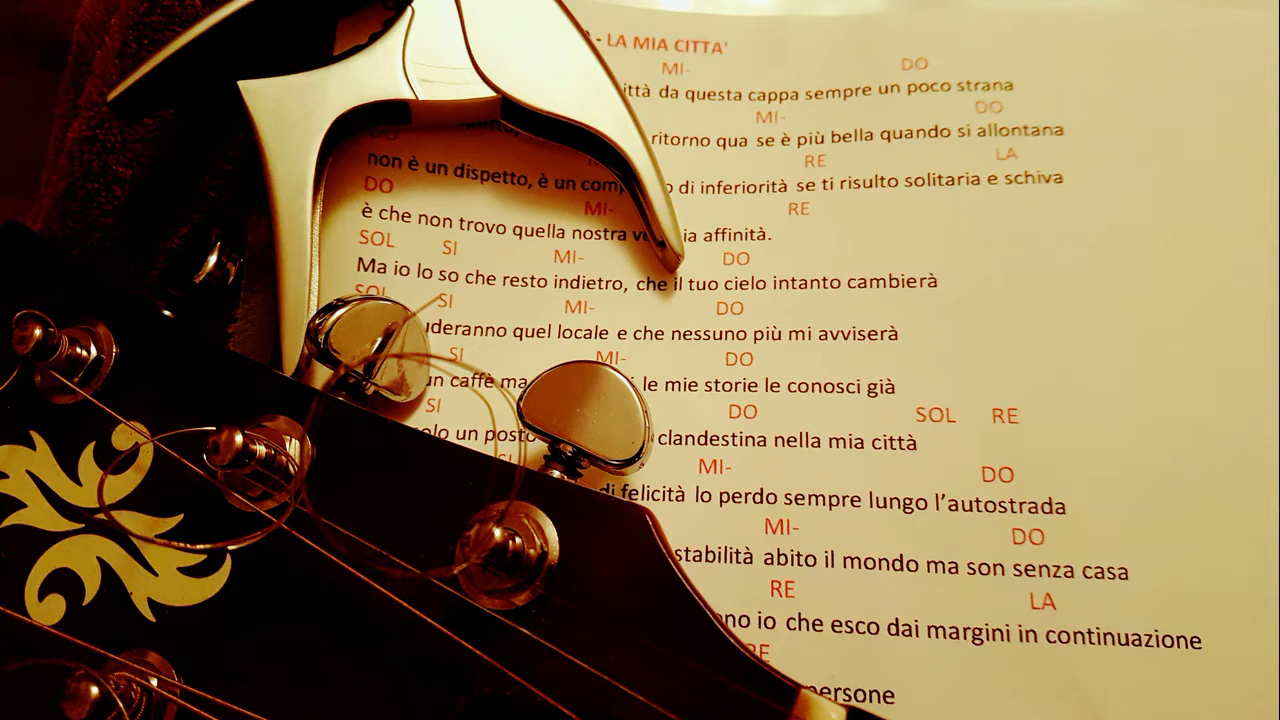 - LA MIA CITTA'
MI- DO
da questa cappa sempre un poco strana
MI- DO
ritorno qua se è più bella quando si allontana
DO RE LA
non è un dispetto, è un di inferiorità se ti risulto solitaria e schiva
DO MI- RE
è che non trovo quella nostra affinità.
SOL SI MI- DO
Ma io lo so che resto indietro, che il tuo cielo intanto cambierà
SOL SI MI- DO
quel locale e che nessuno più mi avviserà
SI MI- DO
un caffè ma le mie storie le conosci già
SI DO SOL RE
un posto clandestina nella mia città
SI MI- DO
di felicità lo perdo sempre lungo l'autostrada
MI- DO
stabilità abito il mondo ma son senza casa
RE LA
io che esco dai margini in continuazione
RE
persone